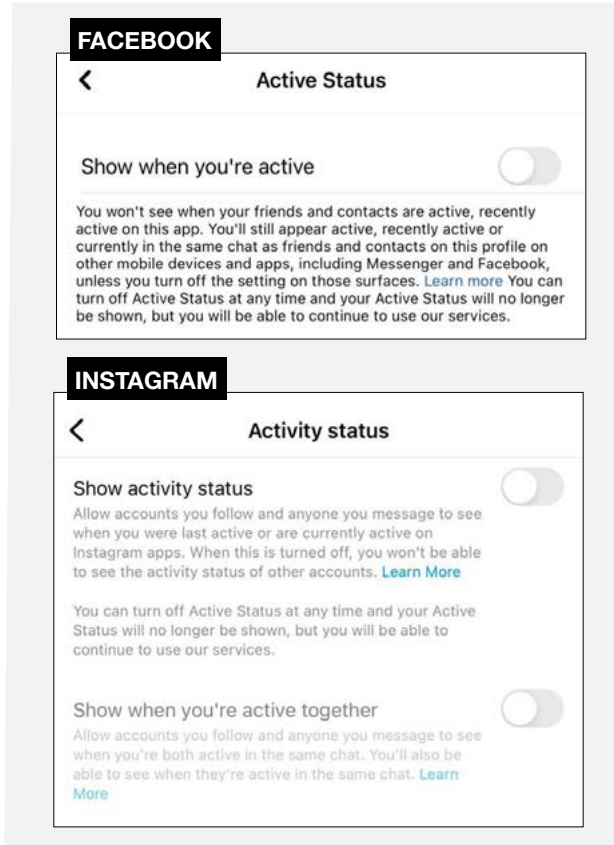 FACEBOOK
Active Status
Show when you're active
You won't see when your friends and contacts are active, recently
active on this app. You'll still appear active, recently active or
currently in the same chat as friends and contacts on this profile on
other mobile devices and apps, including Messenger and Facebook,
unless you turn off the setting on those surfaces. Learn more You can
turn off Active Status at any time and your Active Status will no longer
be shown, but you will be able to continue to use our services.
INSTAGRAM
Activity status
Show activity status
Allow accounts you follow and anyone you message to see
when you were last active or are currently active on
Instagram apps. When this is turned off, you won't be able
to see the activity status of other accounts. Learn More
You can turn off Active Status at any time and your Active
Status will no longer be shown, but you will be able to
continue to use our services.
Show when you're active together
Allow accounts you follow and anyone you message to see
when you're both active in the same chat. You'll also be
able to see when they're active in the same chat. Learn
More